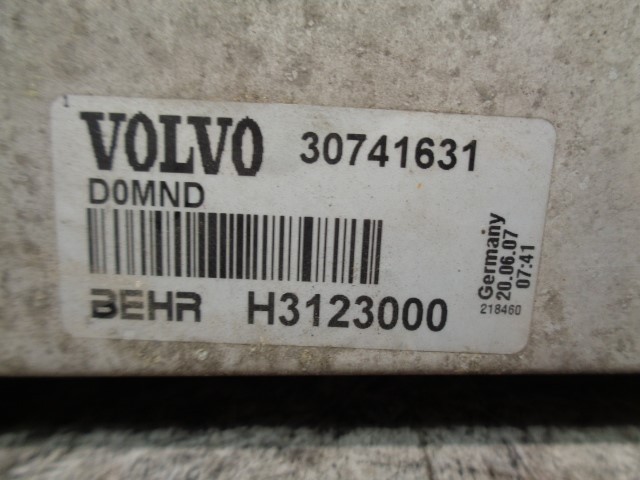 VOLVO 30741631
D0MND
BEHR H3123000
Germany
20.06.07
07:41
218460